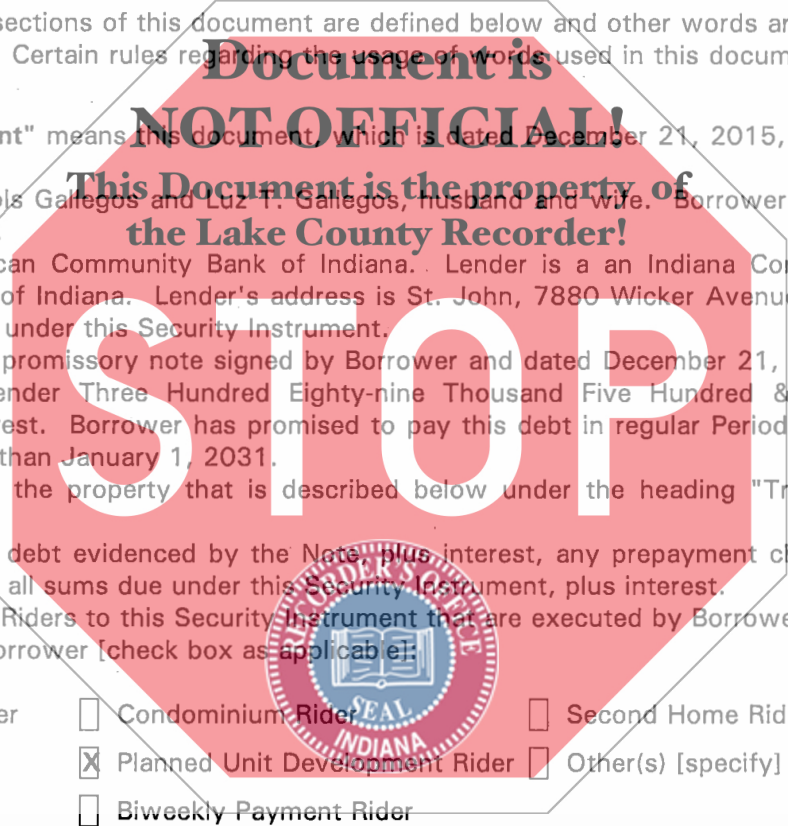 sections of this document are defined below and other words ar
Certain rules regarding the usage of words used in this docum
Document is
NOT OFFICIAL!
nt" means this document, which is dated December 21, 2015,
This Document is the property of
the Lake County Recorder!
ls Gallegos and Luz T. Gallegos, husband and wife. Borrower
can Community Bank of Indiana. Lender is a an Indiana Co
of Indiana. Lender's address is St. John, 7880 Wicker Avenu
under this Security Instrument.
STOP
promissory note signed by Borrower and dated December 21,
ender Three Hundred Eighty-nine Thousand Five Hundred &
est. Borrower has promised to pay this debt in regular Period
than January 1, 2031.
the property that is described below under the heading "Tr
debt evidenced by the Note, plus interest, any prepayment c
all sums due under this Security Instrument, plus interest.
Riders to this Security Instrument that are executed by Borrowe
orrower [check box as applicable]:
RECORDER'S OFFICE
SEAL
INDIANA
er Condominium Rider Second Home Rid
X Planned Unit Development Rider Other(s) [specify]
Biweekly Payment Rider